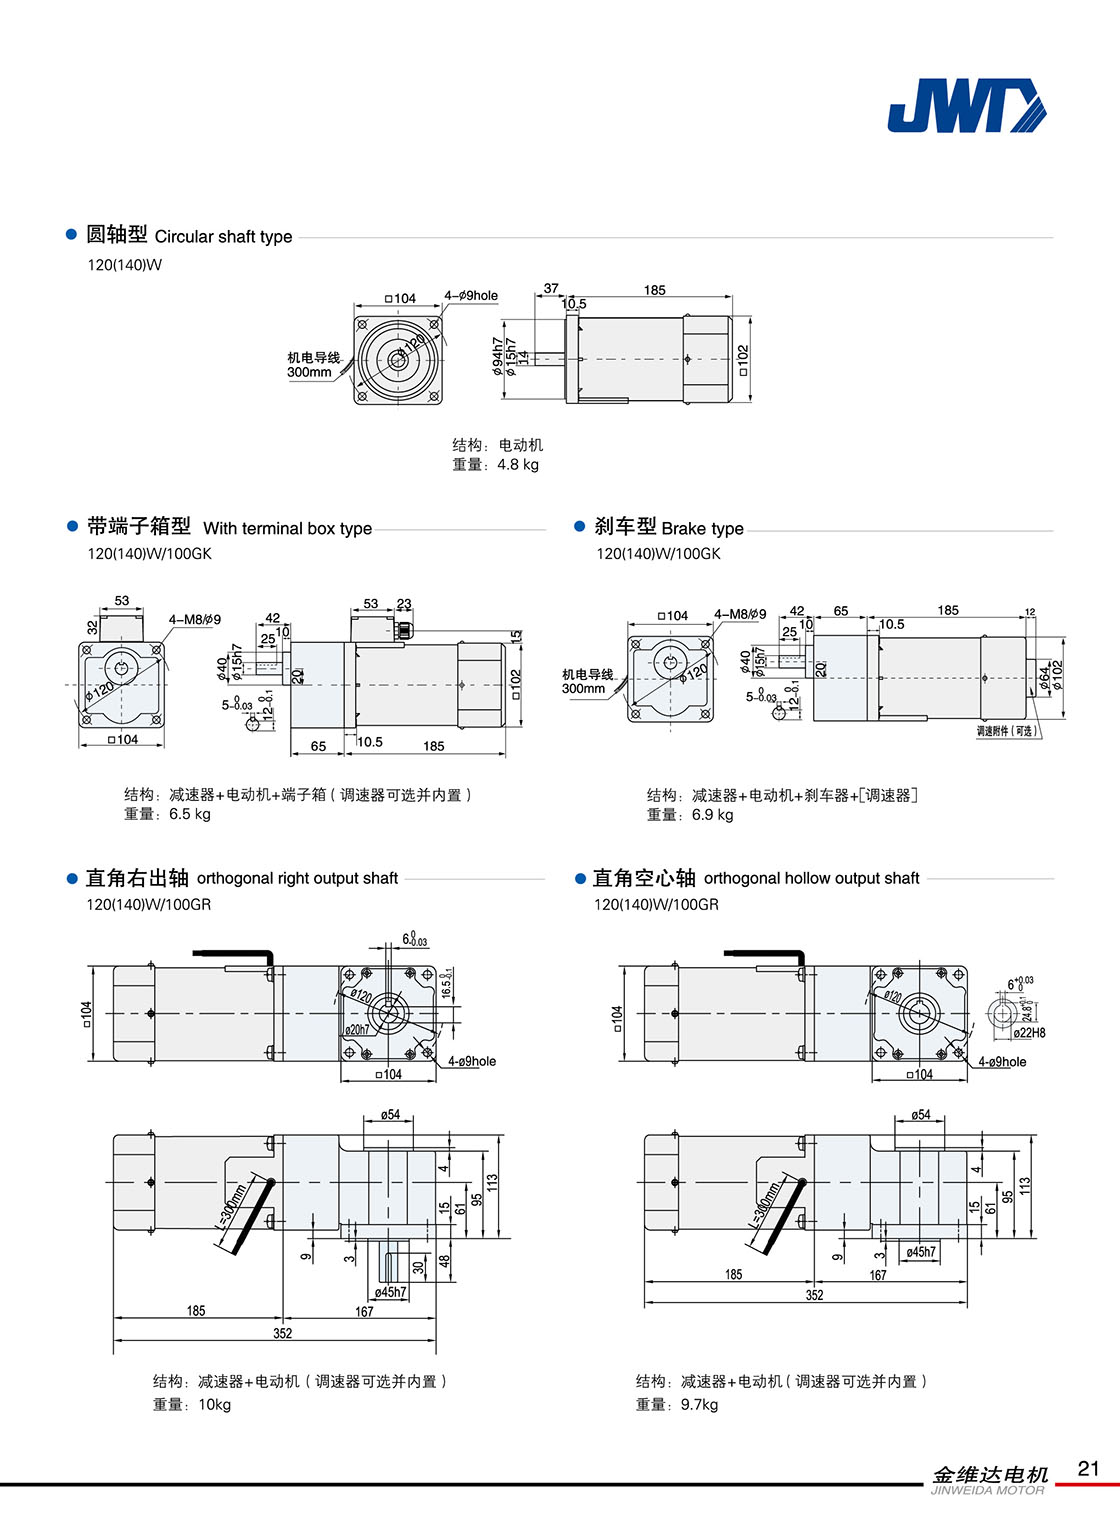 JWD
圆轴型 Circular shaft type
120(140)W
□104
4-Ø9hole
Ø120
机电导线
300mm
37
185
10.5
Ø94h7
Ø15h7
14
□102
结构：电动机
重量：4.8 kg
带端子箱型 With terminal box type
120(140)W/100GK
53
32
4-M8/Ø9
Ø120
□104
42
25
10
Ø40
Ø15h7
20
5-0.03 0
12-0.1 0
53
23
15
□102
65
10.5
185
结构：减速器+电动机+端子箱（调速器可选并内置）
重量：6.5 kg
刹车型 Brake type
120(140)W/100GK
□104
4-M8/Ø9
Ø120
机电导线
300mm
42
65
185
12
10
10.5
25
Ø40
Ø15h7
20
5-0.03 0
12-0.1 0
Ø64
Ø102
调速附件（可选）
结构：减速器+电动机+刹车器+[调速器]
重量：6.9 kg
直角右出轴 orthogonal right output shaft
120(140)W/100GR
6-0.03 0
16.5-0.1 0
□104
ø120
ø20h7
4-ø9hole
□104
ø54
4
113
95
61
15
L=300mm
9
3
30
48
ø45h7
185
167
352
结构：减速器+电动机（调速器可选并内置）
重量：10kg
直角空心轴 orthogonal hollow output shaft
120(140)W/100GR
□104
ø120
6+0.03 0
24.8+0.1 0
ø22H8
4-ø9hole
□104
ø54
4
113
95
61
15
L=300mm
9
3
ø45h7
185
167
352
结构：减速器+电动机（调速器可选并内置）
重量：9.7kg
金维达电机
JINWEIDA MOTOR
21